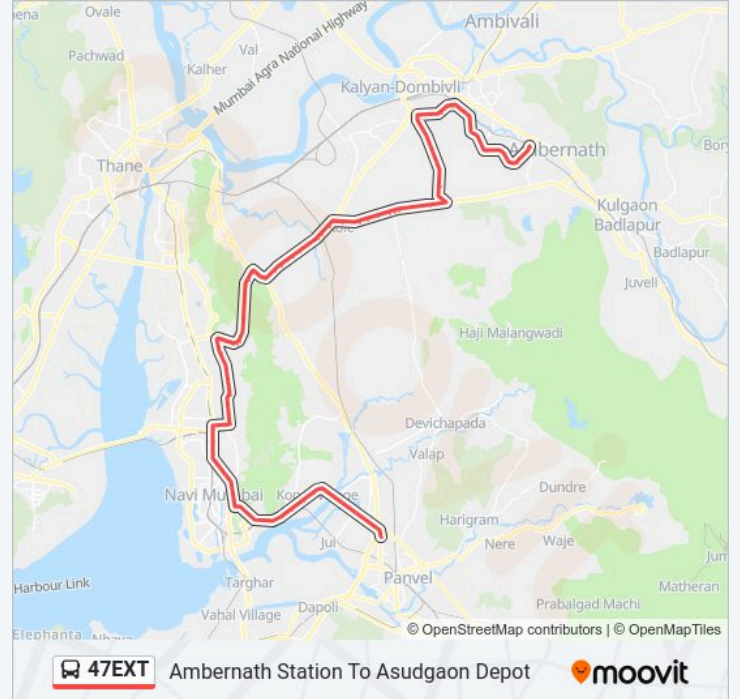 ena
Ovale
Ambivali
Pachwad
Val
Kalher
Mumbai Agra National Highway
Kalyan-Dombivli
Thane
Ambernath
Bor
Kulgaon
Badlapur
Badlapur
Juveli
Haji Malangwadi
Devichapada
Valap
Navi Mumbai
Dundre
Harigram
Jui
Nere
Waje
Panvel
Jum
Harbour Link
Targhar
Matheran
Vahal Village
Dapoli
Prabalgad Machi
Elephanta
© OpenStreetMap contributors | © OpenMapTiles
47EXT
Ambernath Station To Asudgaon Depot
moovit